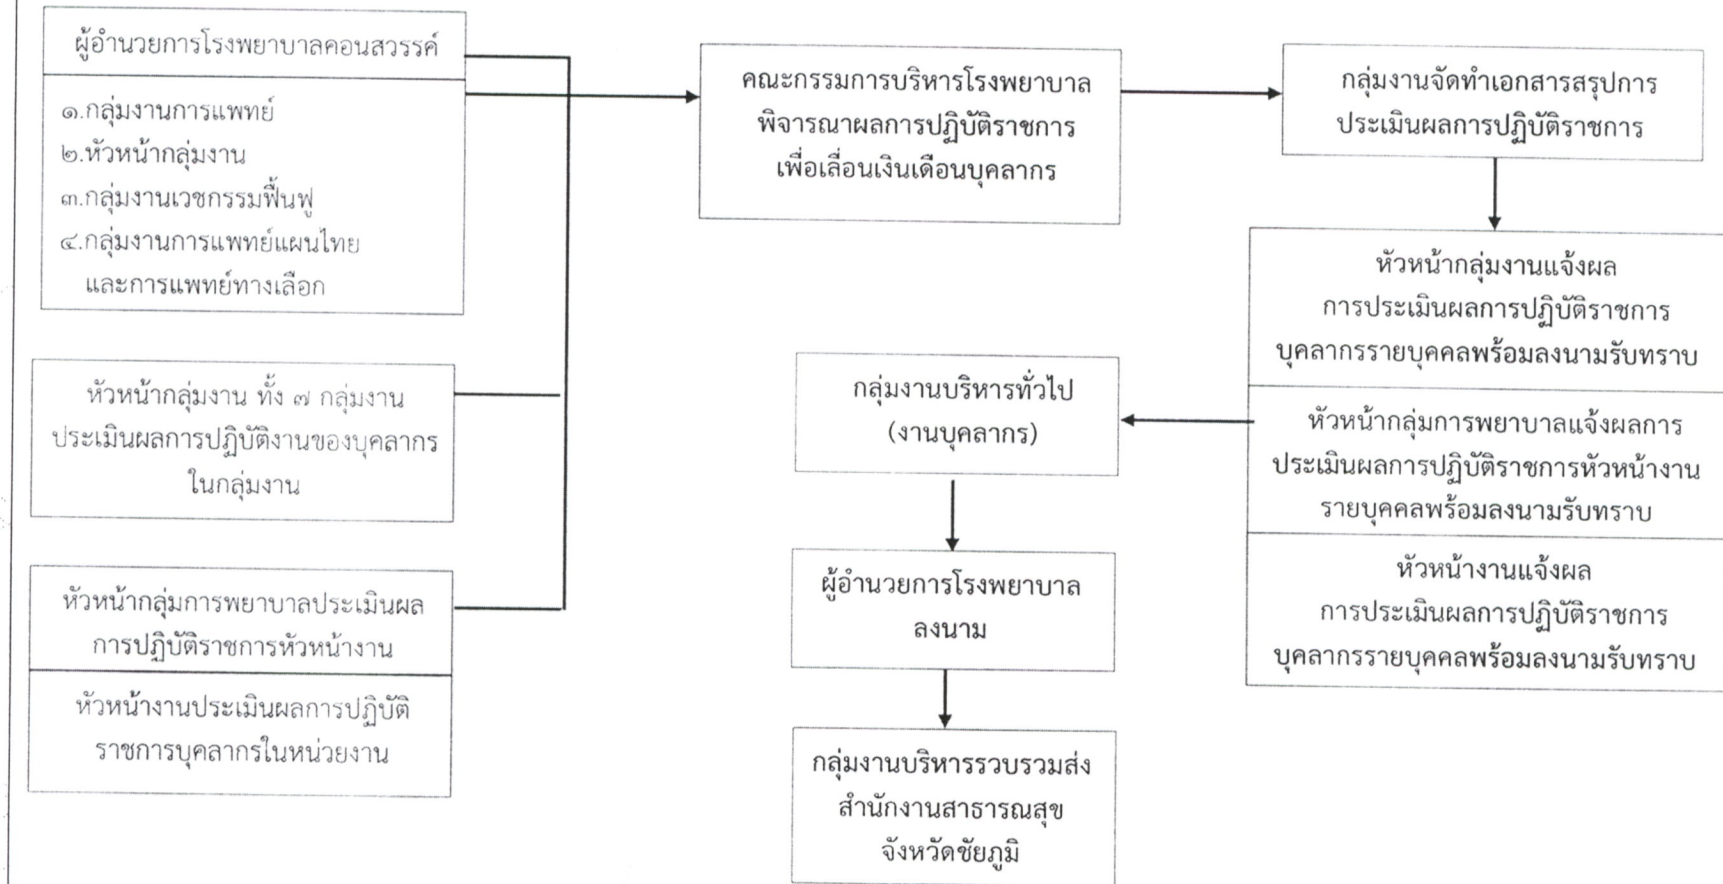 ผู้อำนวยการโรงพยาบาลคอนสวรรค์
๑.กลุ่มงานการแพทย์
๒.หัวหน้ากลุ่มงาน
๓.กลุ่มงานเวชกรรมฟื้นฟู
๔.กลุ่มงานการแพทย์แผนไทย
และการแพทย์ทางเลือก
หัวหน้ากลุ่มงาน ทั้ง ๗ กลุ่มงาน
ประเมินผลการปฏิบัติงานของบุคลากร
ในกลุ่มงาน
หัวหน้ากลุ่มการพยาบาลประเมินผล
การปฏิบัติราชการหัวหน้างาน
หัวหน้างานประเมินผลการปฏิบัติ
ราชการบุคลากรในหน่วยงาน
คณะกรรมการบริหารโรงพยาบาล
พิจารณาผลการปฏิบัติราชการ
เพื่อเลื่อนเงินเดือนบุคลากร
กลุ่มงานจัดทำเอกสารสรุปการ
ประเมินผลการปฏิบัติราชการ
หัวหน้ากลุ่มงานแจ้งผล
การประเมินผลการปฏิบัติราชการ
บุคลากรรายบุคคลพร้อมลงนามรับทราบ
หัวหน้ากลุ่มการพยาบาลแจ้งผลการ
ประเมินผลการปฏิบัติราชการหัวหน้างาน
รายบุคคลพร้อมลงนามรับทราบ
หัวหน้างานแจ้งผล
การประเมินผลการปฏิบัติราชการ
บุคลากรรายบุคคลพร้อมลงนามรับทราบ
กลุ่มงานบริหารทั่วไป
(งานบุคลากร)
ผู้อำนวยการโรงพยาบาล
ลงนาม
กลุ่มงานบริหารรวบรวมส่ง
สำนักงานสาธารณสุข
จังหวัดชัยภูมิ